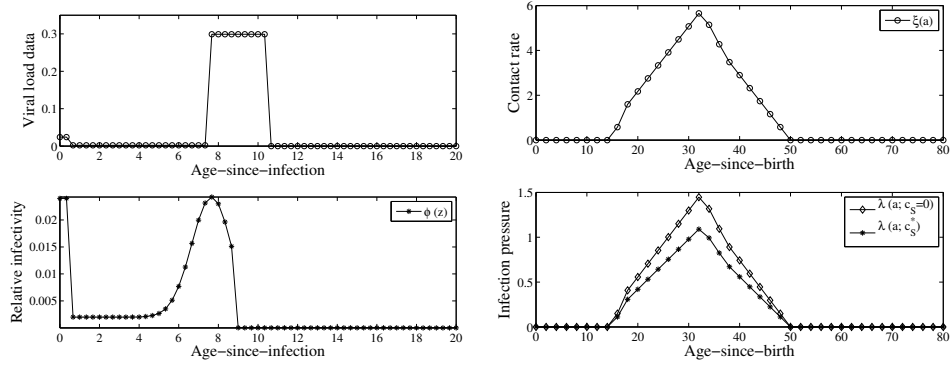 Viral load data
0.3
0.2
0.1
0
0 2 4 6 8 10 12 14 16 18 20
Age−since−infection
Contact rate
6
4
2
0
0 10 20 30 40 50 60 70 80
Age−since−birth
ξ(a)
Relative infectivity
0.02
0.015
0.01
0.005
0 2 4 6 8 10 12 14 16 18 20
Age−since−infection
ϕ (z)
Infection pressure
1.5
1
0.5
0
0 10 20 30 40 50 60 70 80
Age−since−birth
λ (a; c_S=0)
λ (a; c_S^*)